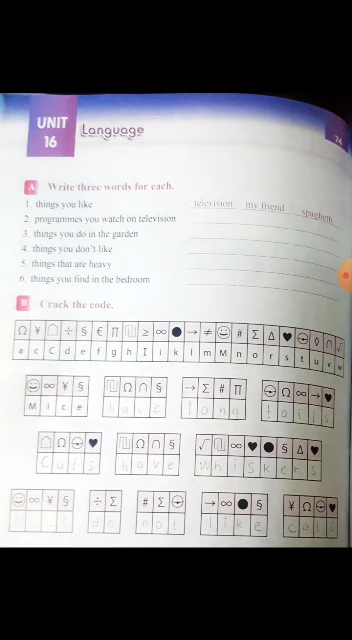 UNIT
16
Language
74
A Write three words for each.
1. things you like television my friend spaghetti
2. programmes you watch on television
3. things you do in the garden
4. things you don't like
5. things that are heavy
6. things you find in the bedroom
B Crack the code.
Ω ¥ ⌂ ÷ § € Π ≥ ∞ ● → ≠ ☺ # Σ Δ ♥ ◊ ∩ √
a c C d e f g h I i k l m M n o r s t u v w
☺ ∞ ¥ § Ω ∩ § → Σ # Π Ω ∞ → ♥
M i c e h a v e l o n g t a i l s
⌂ Ω ♥ Ω ∩ § √ ∞ ♥ ● § Δ ♥
C a t s h a v e w h i s k e r s
☺ ∞ ¥ § ÷ Σ # Σ → ∞ ● § ¥ Ω ♥
d o n o t l i k e c a t s